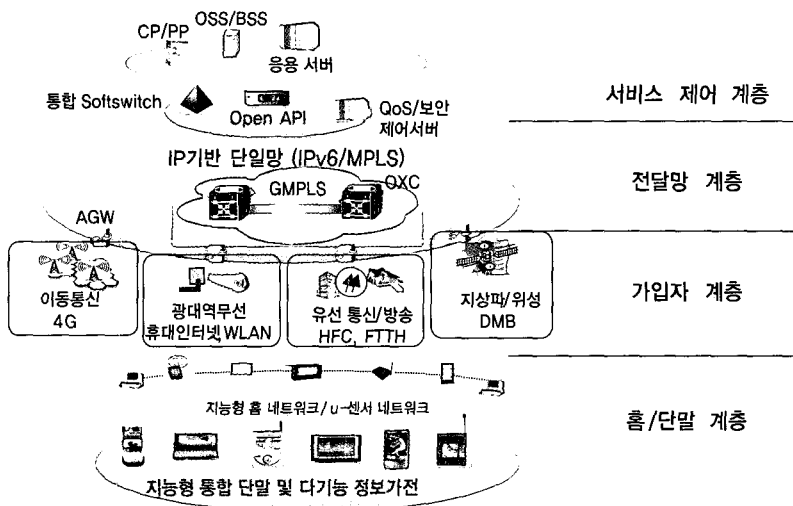 OSS/BSS
CP/PP
응용 서버
통합 Softswitch
Open API
QoS/보안
제어서버
서비스 제어 계층
IP기반 단일망 (IPv6/MPLS)
GMPLS
OXC
전달망 계층
AGW
이동통신
4G
광대역무선
휴대인터넷,WLAN
유선 통신/방송
HFC, FTTH
지상파/위성
DMB
가입자 계층
지능형 홈 네트워크/u-센서 네트워크
홈/단말 계층
지능형 통합 단말 및 다기능 정보가전